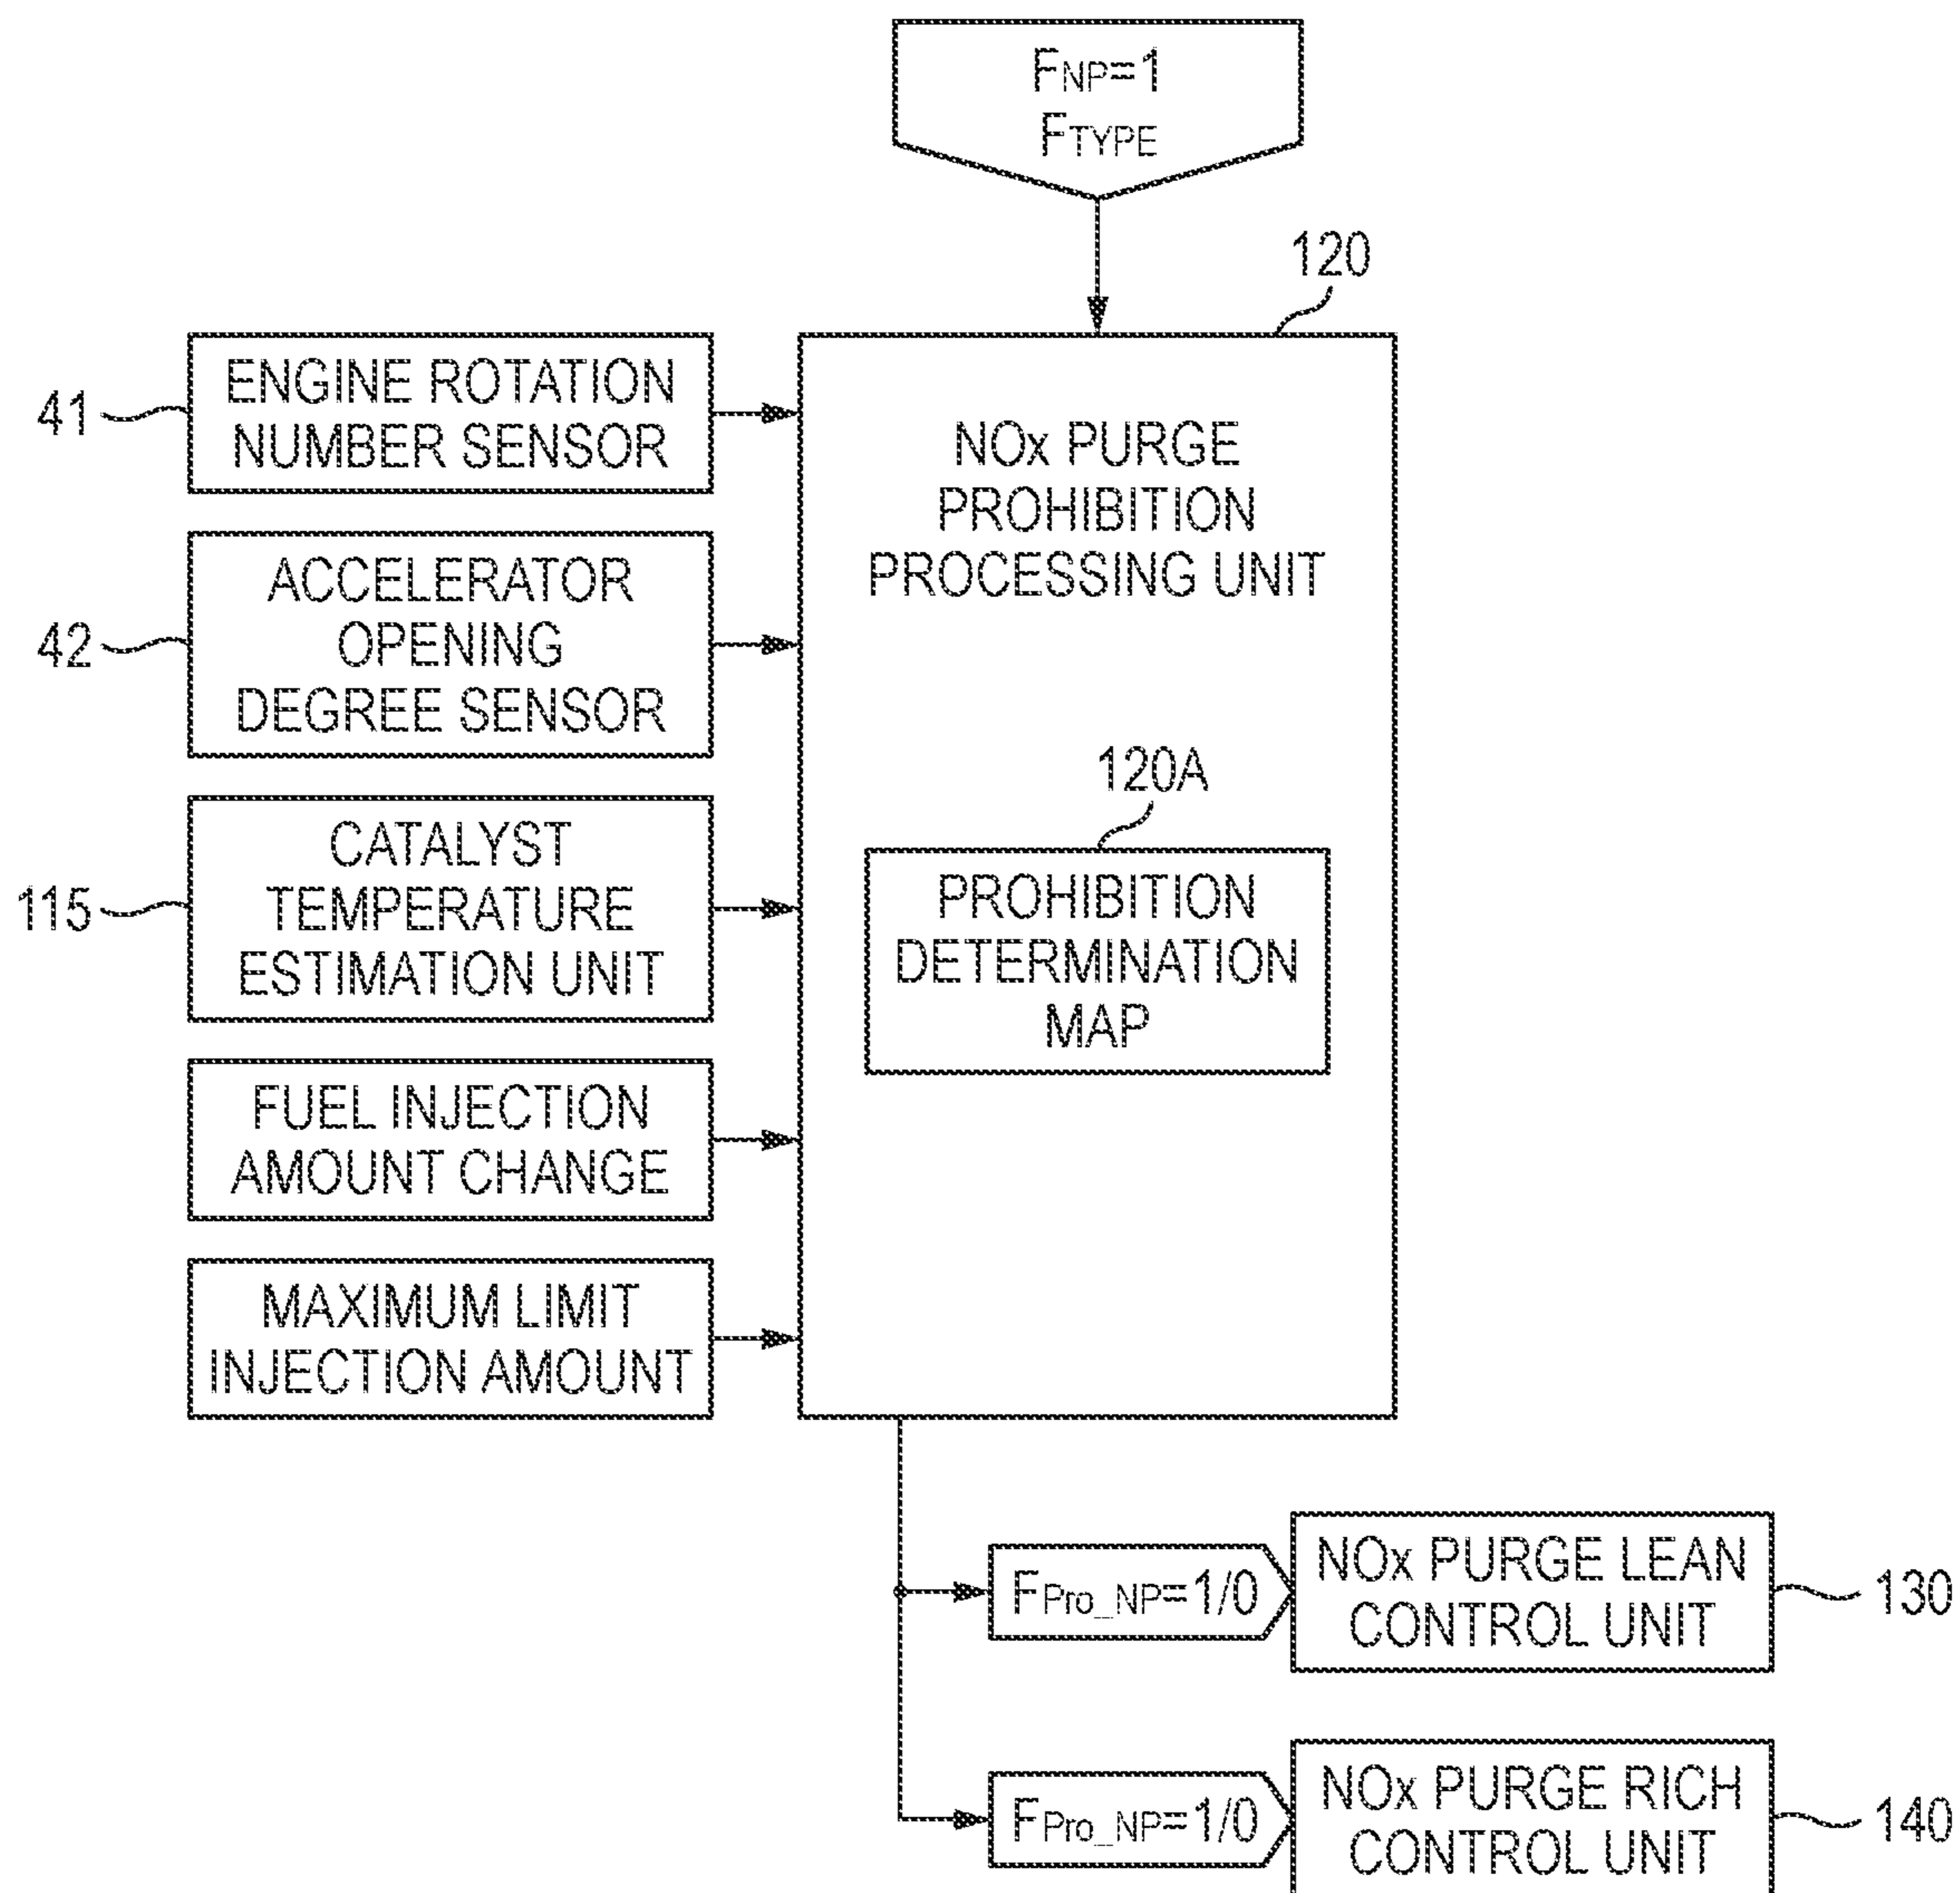 FNP=1
FTYPE
120
41
ENGINE ROTATION
NUMBER SENSOR
42
ACCELERATOR
OPENING
DEGREE SENSOR
115
CATALYST
TEMPERATURE
ESTIMATION UNIT
FUEL INJECTION
AMOUNT CHANGE
MAXIMUM LIMIT
INJECTION AMOUNT
NOx PURGE
PROHIBITION
PROCESSING UNIT
120A
PROHIBITION
DETERMINATION
MAP
FPro_NP=1/0
NOx PURGE LEAN
CONTROL UNIT
130
FPro_NP=1/0
NOx PURGE RICH
CONTROL UNIT
140